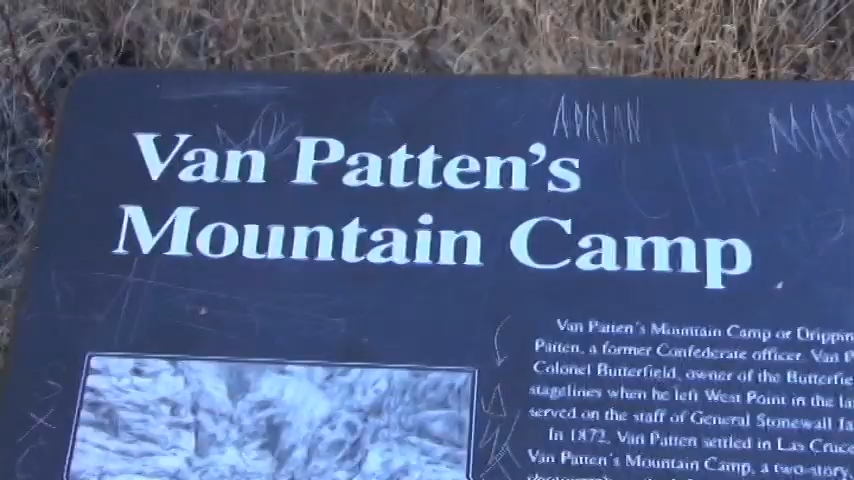 ADRIAN
Van Patten's
Mountain Camp
Van Patten's Mountain Camp or
Patten, a former Confederate officer. Van
Colonel Butterfield, owner of the
stagelines when he left West Point in the
served on the staff of General Stonewall
In 1872, Van Patten settled in Las
Van Patten's Mountain Camp, a two-story,